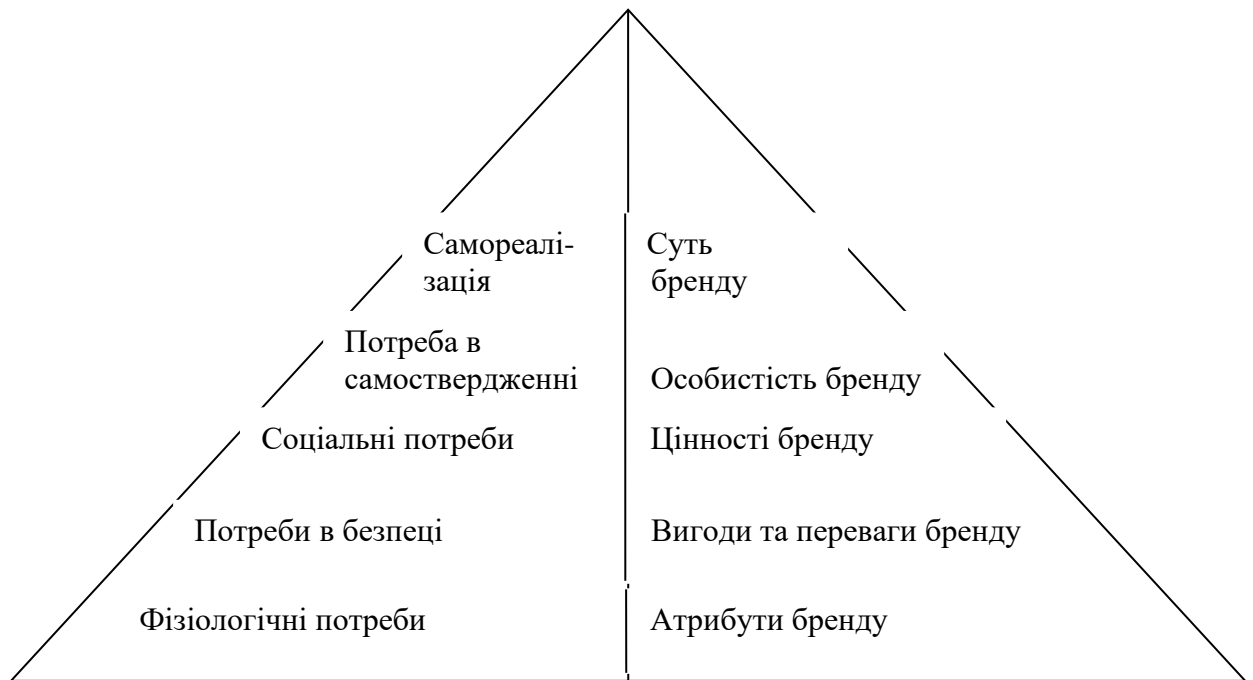 Самореалі-
зація
Суть
бренду
Потреба в
самоствердженні
Особистість бренду
Соціальні потреби
Цінності бренду
Потреби в безпеці
Вигоди та переваги бренду
Фізіологічні потреби
Атрибути бренду